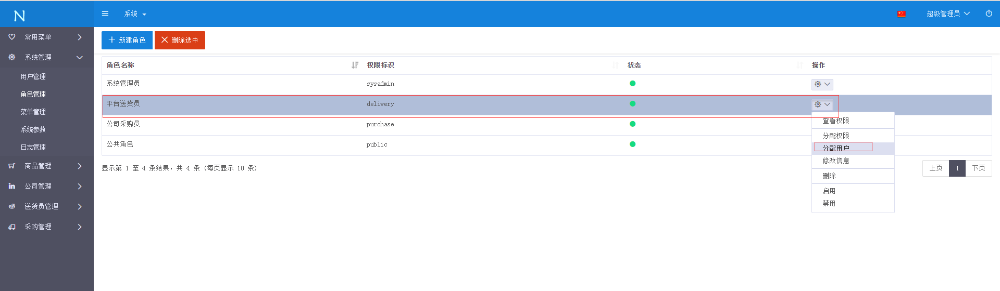 N
系统
超级管理员
常用菜单
系统管理
用户管理
角色管理
菜单管理
系统参数
日志管理
商品管理
公司管理
送货员管理
采购管理
新建角色 删除选中
角色名称 权限标识 状态 操作
系统管理员 sysadmin
平台送货员 delivery
公司采购员 purchase
公共角色 public
查看权限
分配权限
分配用户
修改信息
删除
启用
禁用
显示第 1 至 4 条结果，共 4 条 (每页显示 10 条)
上页 1 下页